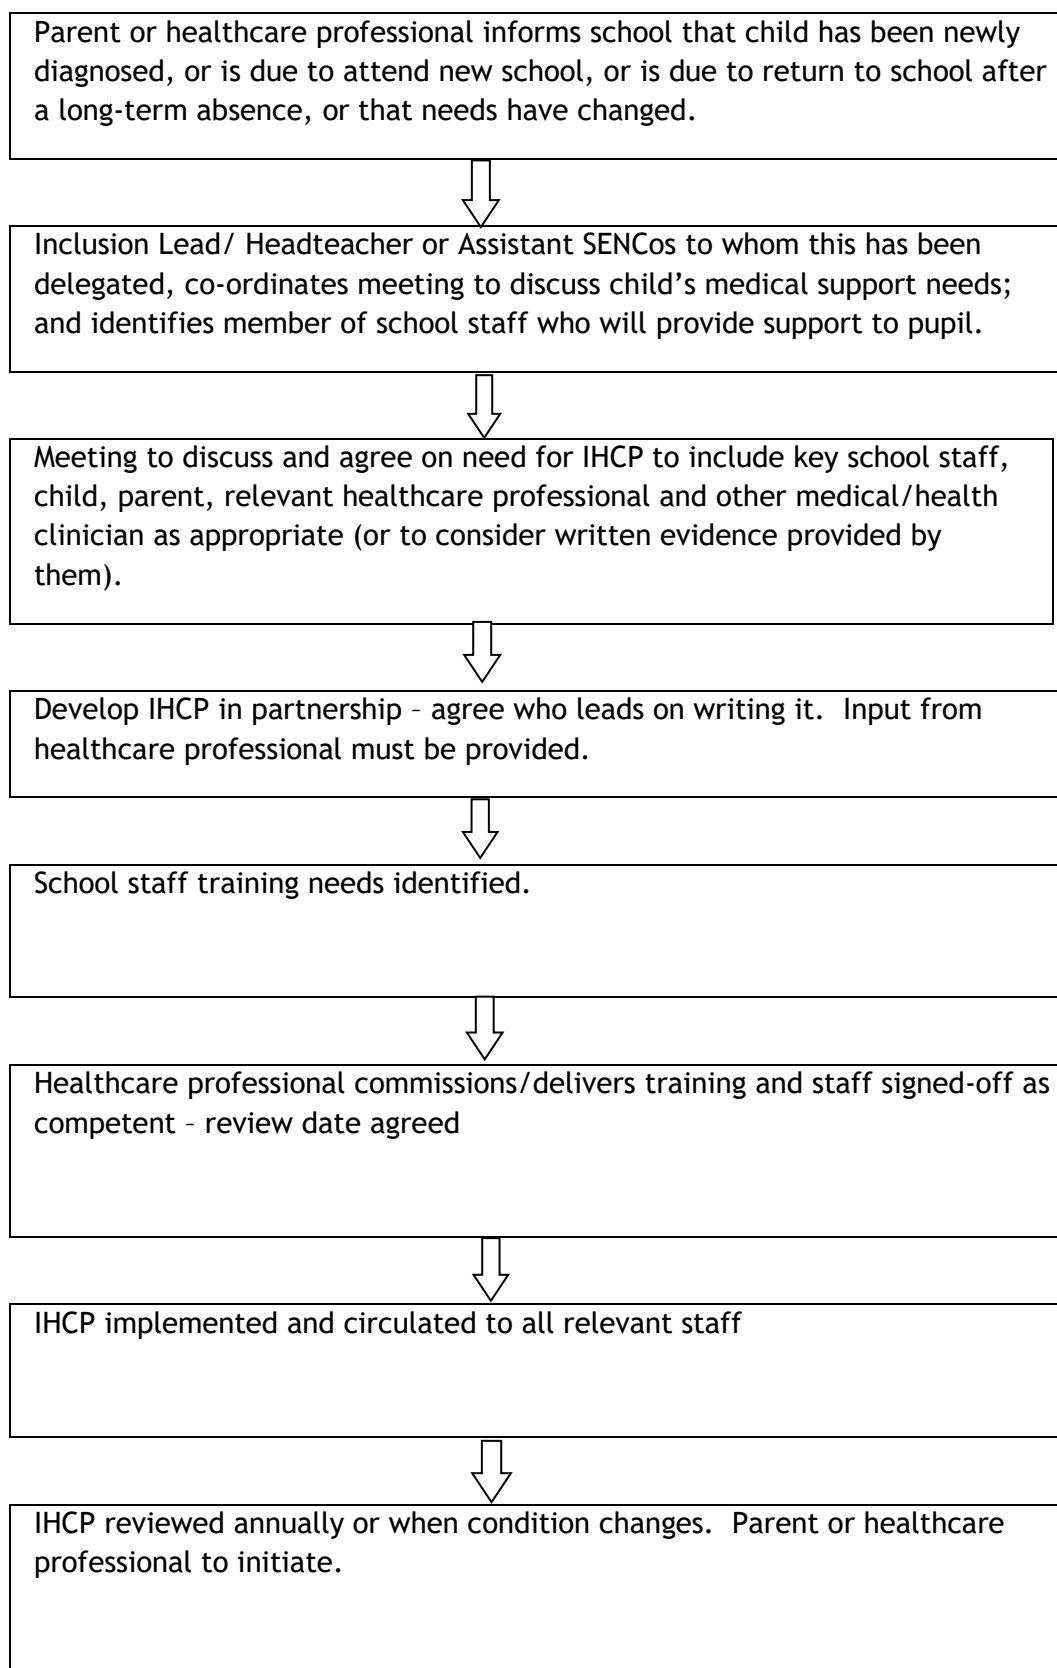 Parent or healthcare professional informs school that child has been newly
diagnosed, or is due to attend new school, or is due to return to school after
a long-term absence, or that needs have changed.
Inclusion Lead/ Headteacher or Assistant SENCos to whom this has been
delegated, co-ordinates meeting to discuss child’s medical support needs;
and identifies member of school staff who will provide support to pupil.
Meeting to discuss and agree on need for IHCP to include key school staff,
child, parent, relevant healthcare professional and other medical/health
clinician as appropriate (or to consider written evidence provided by
them).
Develop IHCP in partnership – agree who leads on writing it.  Input from
healthcare professional must be provided.
School staff training needs identified.
Healthcare professional commissions/delivers training and staff signed-off as
competent – review date agreed
IHCP implemented and circulated to all relevant staff
IHCP reviewed annually or when condition changes.  Parent or healthcare
professional to initiate.